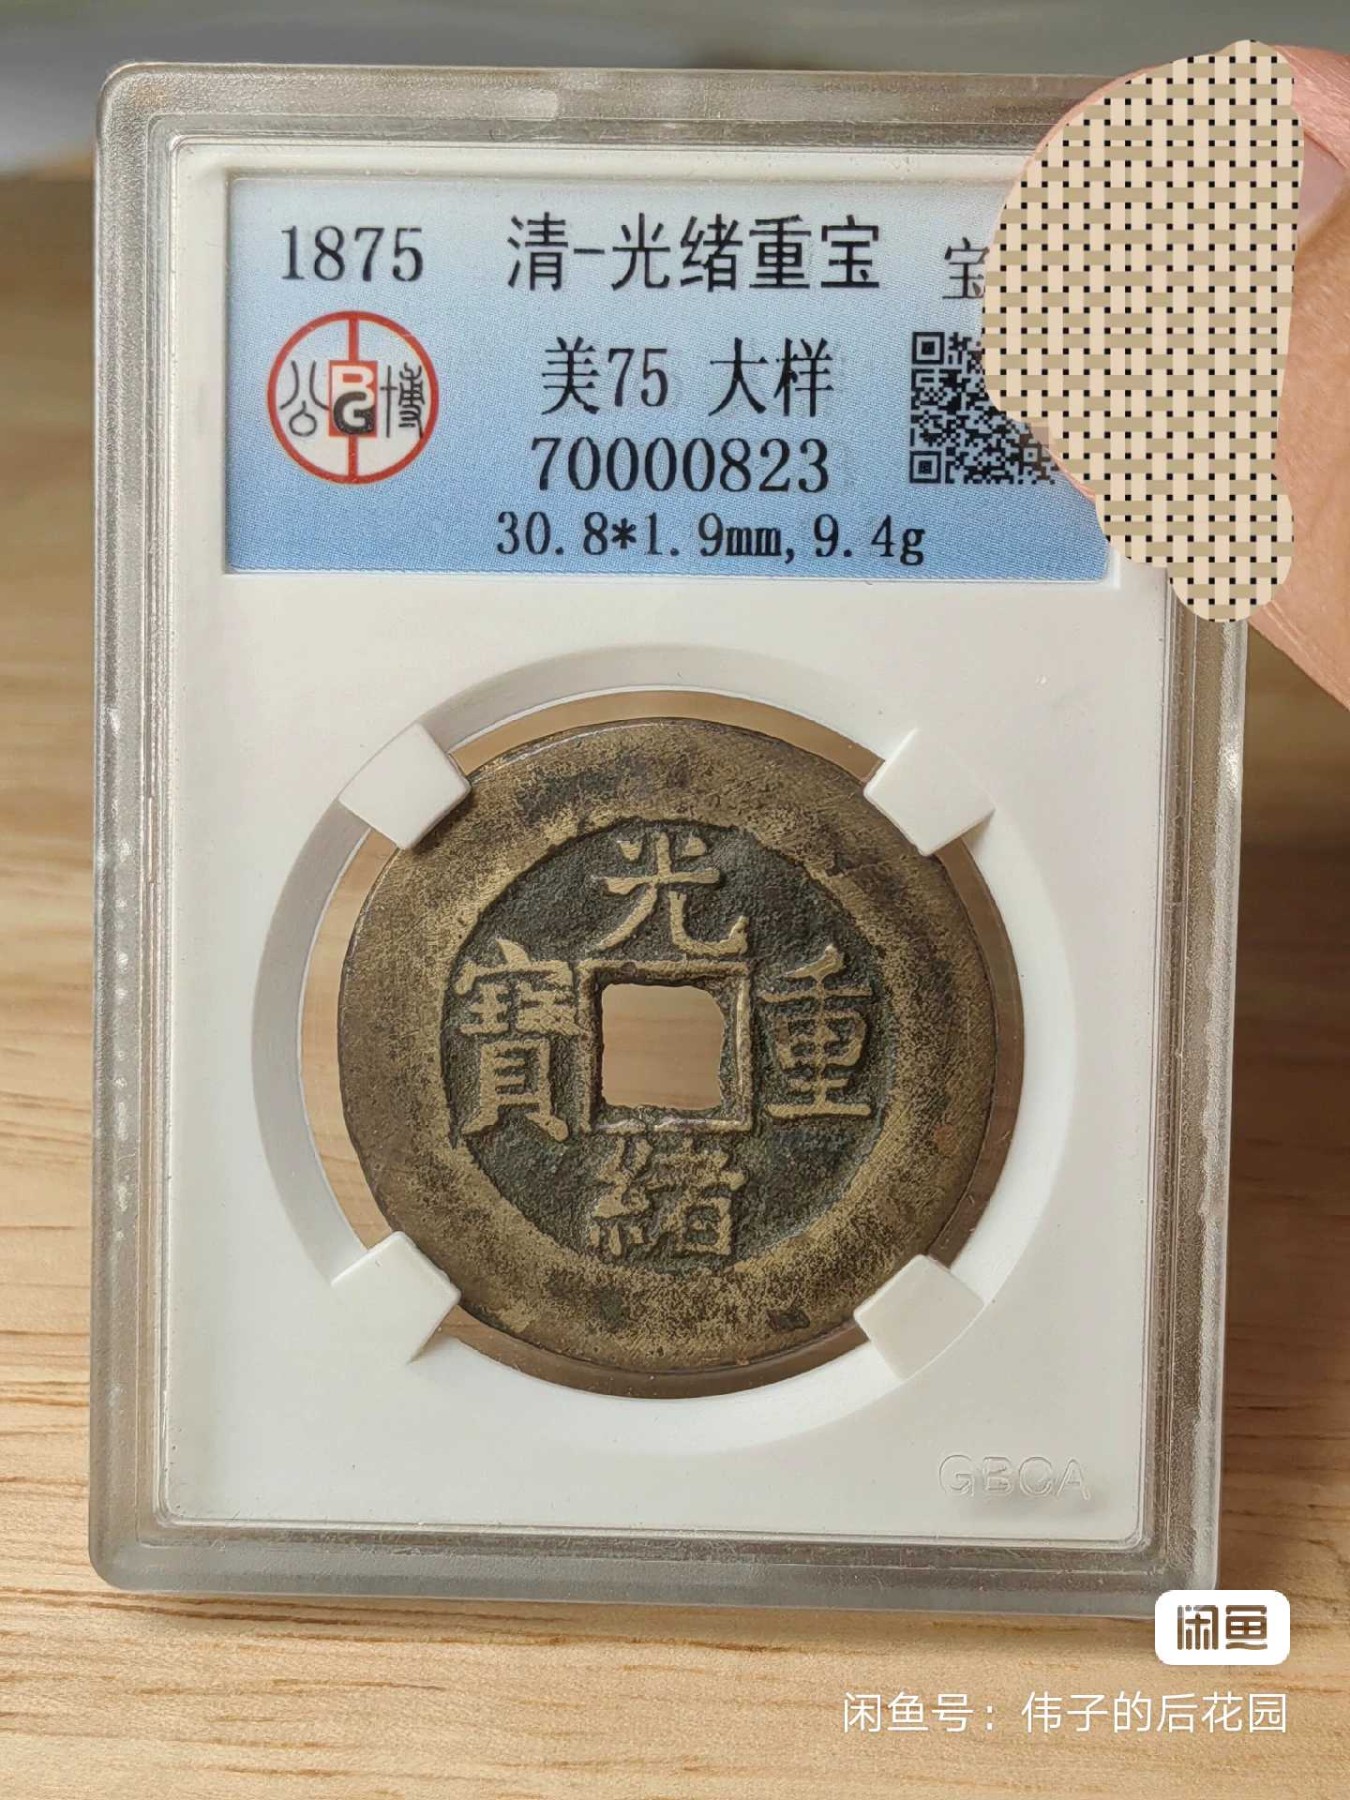 1875 清-光绪重宝 宝
公 BG 博
美75 大样
70000823
30.8*1.9mm,9.4g
光
寶 重
緒
GBCA
闲鱼
闲鱼号：伟子的后花园